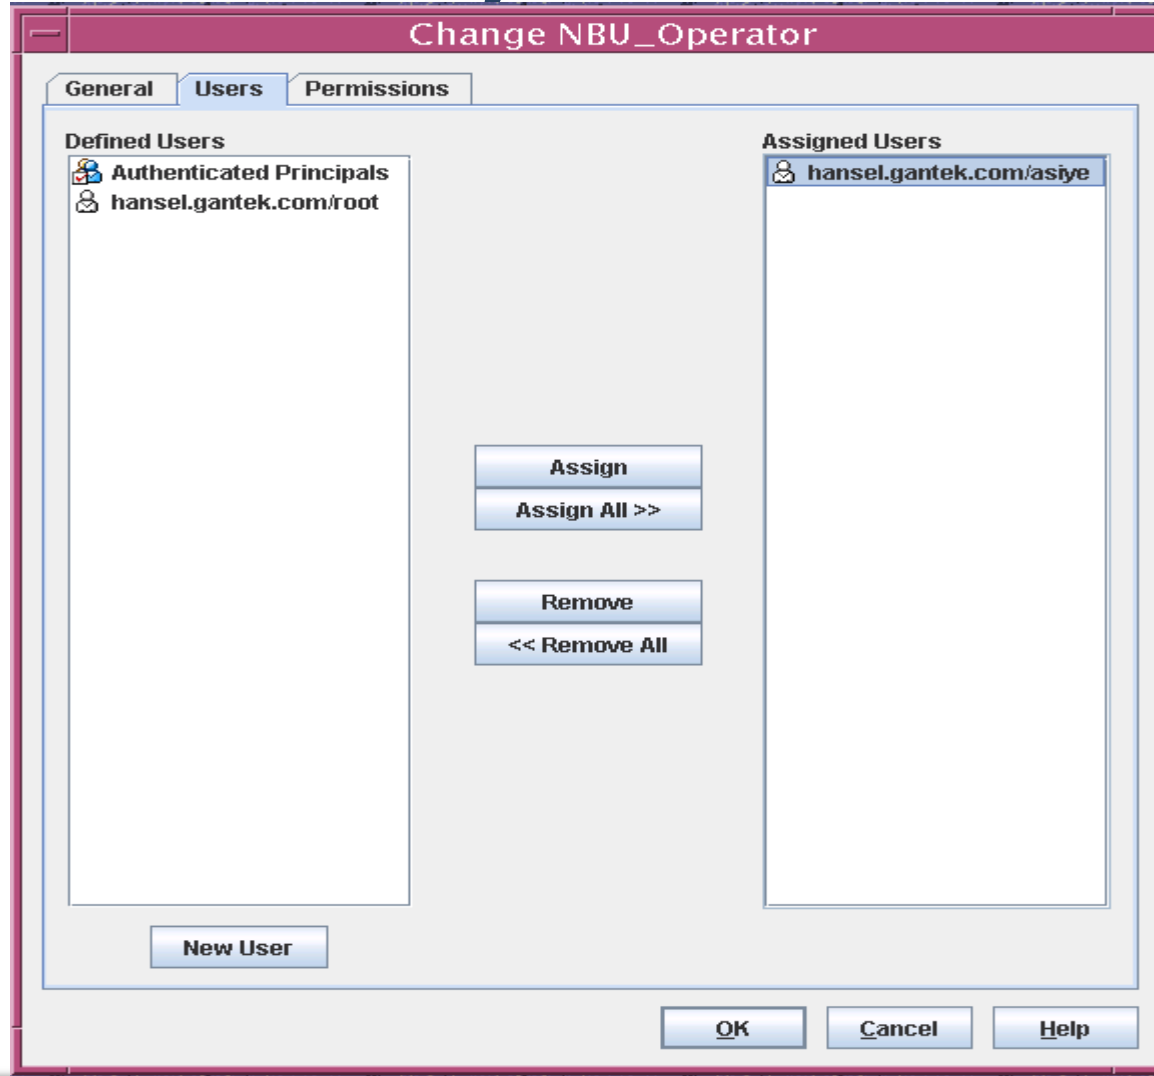 Change NBU_Operator
General Users Permissions
Defined Users
Authenticated Principals
hansel.gantek.com/root
Assigned Users
hansel.gantek.com/asiye
Assign
Assign All >>
Remove
<< Remove All
New User
OK Cancel Help